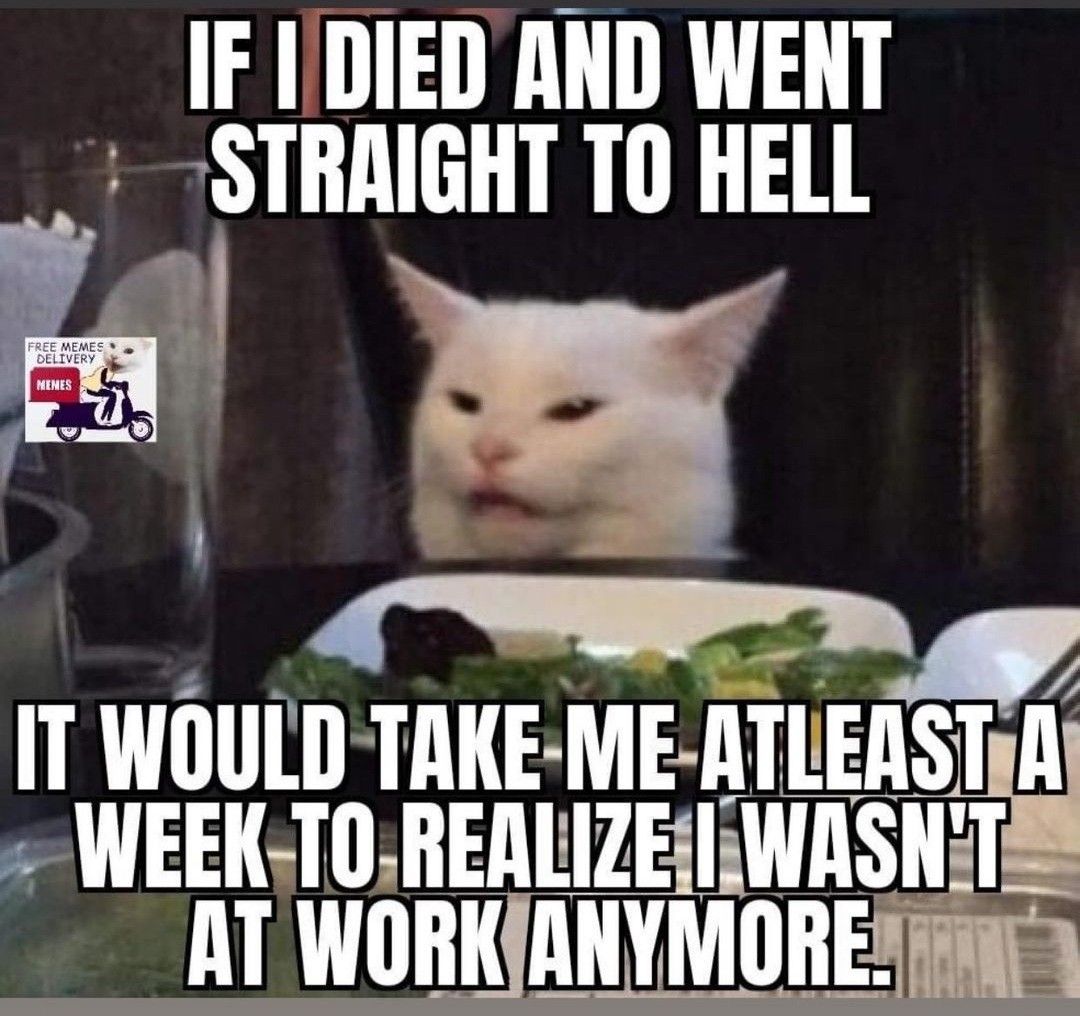 IF I DIED AND WENT
STRAIGHT TO HELL
FREE MEMES
DELIVERY
MEMES
IT WOULD TAKE ME ATLEAST A
WEEK TO REALIZE I WASN'T
AT WORK ANYMORE.